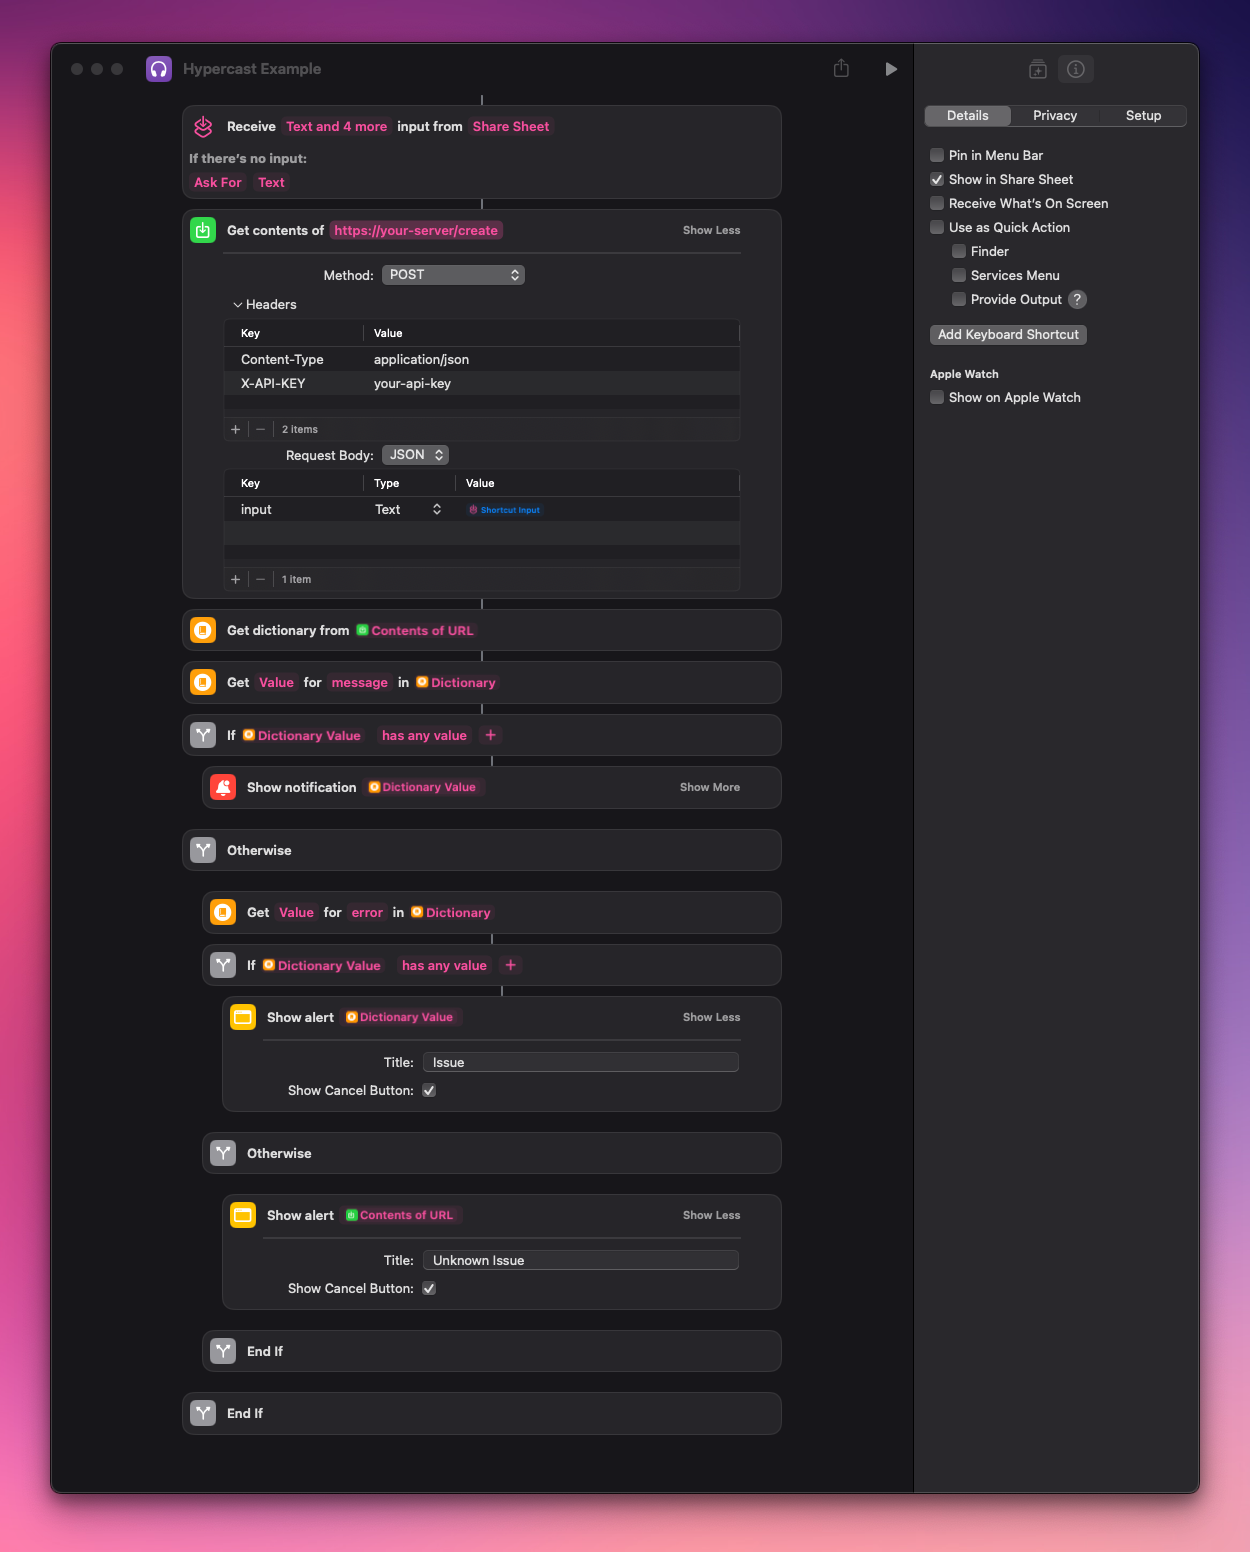 Hypercast Example
Receive Text and 4 more input from Share Sheet
If there's no input:
Ask For Text
Get contents of https://your-server/create Show Less
Method: POST
Headers
Key Value
Content-Type application/json
X-API-KEY your-api-key
+ − 2 items
Request Body: JSON
Key Type Value
input Text Shortcut Input
+ − 1 item
Get dictionary from Contents of URL
Get Value for message in Dictionary
If Dictionary Value has any value +
Show notification Dictionary Value Show More
Otherwise
Get Value for error in Dictionary
If Dictionary Value has any value +
Show alert Dictionary Value Show Less
Title: Issue
Show Cancel Button:
Otherwise
Show alert Contents of URL Show Less
Title: Unknown Issue
Show Cancel Button:
End If
End If
Details Privacy Setup
Pin in Menu Bar
Show in Share Sheet
Receive What's On Screen
Use as Quick Action
Finder
Services Menu
Provide Output ?
Add Keyboard Shortcut
Apple Watch
Show on Apple Watch